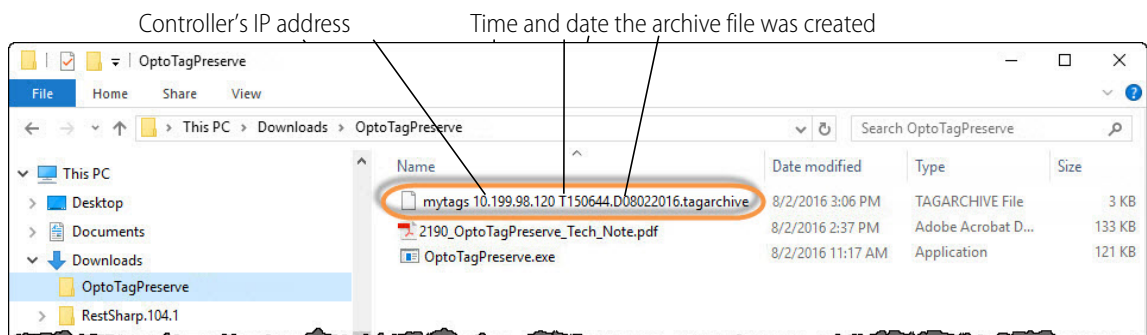 Controller's IP address
Time and date the archive file was created
OptoTagPreserve
File Home Share View
This PC > Downloads > OptoTagPreserve
Search OptoTagPreserve
Name Date modified Type Size
This PC
Desktop
Documents
Downloads
OptoTagPreserve
RestSharp.104.1
mytags 10.199.98.120 T150644.D08022016.tagarchive 8/2/2016 3:06 PM TAGARCHIVE File 3 KB
2190_OptoTagPreserve_Tech_Note.pdf 8/2/2016 2:37 PM Adobe Acrobat D... 133 KB
OptoTagPreserve.exe 8/2/2016 11:17 AM Application 121 KB